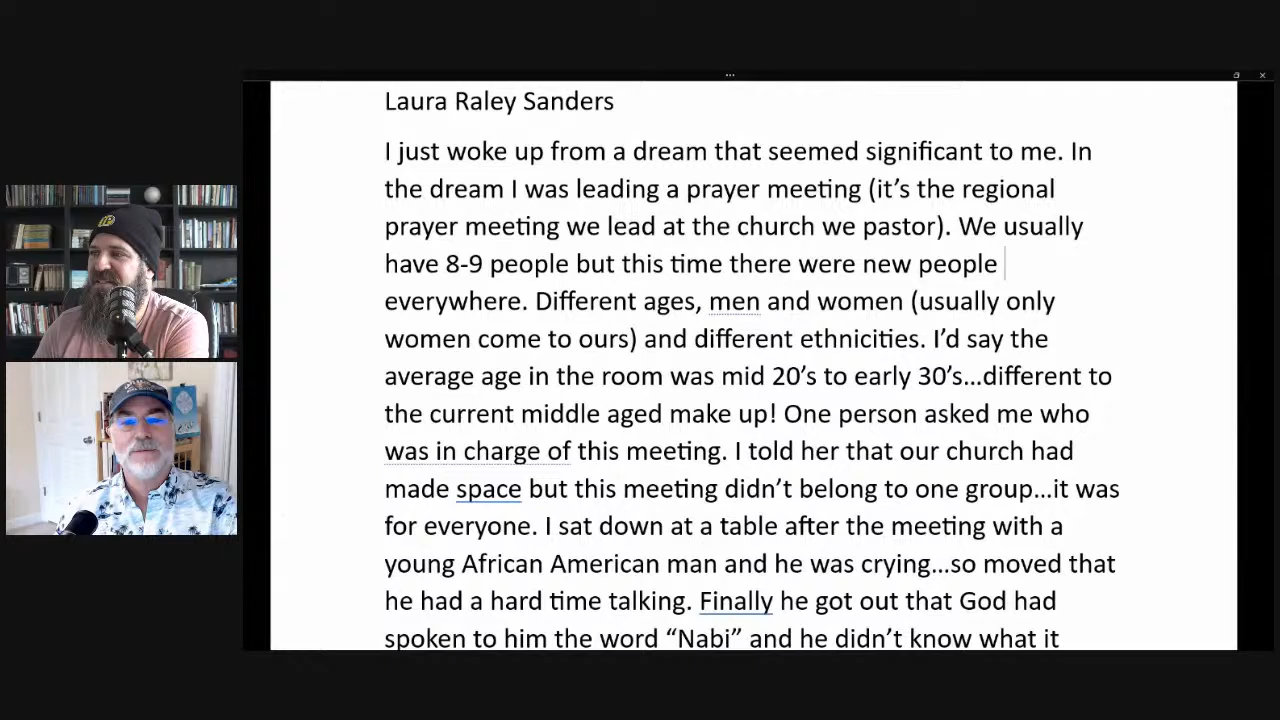 Laura Raley Sanders
I just woke up from a dream that seemed significant to me. In
the dream I was leading a prayer meeting (it’s the regional
prayer meeting we lead at the church we pastor). We usually
have 8-9 people but this time there were new people
everywhere. Different ages, men and women (usually only
women come to ours) and different ethnicities. I’d say the
average age in the room was mid 20’s to early 30’s…different to
the current middle aged make up! One person asked me who
was in charge of this meeting. I told her that our church had
made space but this meeting didn’t belong to one group…it was
for everyone. I sat down at a table after the meeting with a
young African American man and he was crying…so moved that
he had a hard time talking. Finally he got out that God had
spoken to him the word “Nabi” and he didn’t know what it